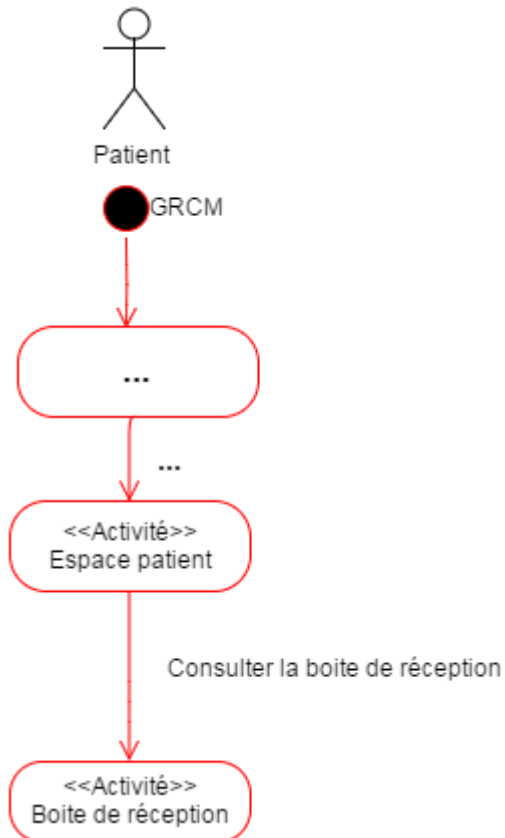 Patient
GRCM
...
...
<<Activité>>
Espace patient
Consulter la boite de réception
<<Activité>>
Boite de réception